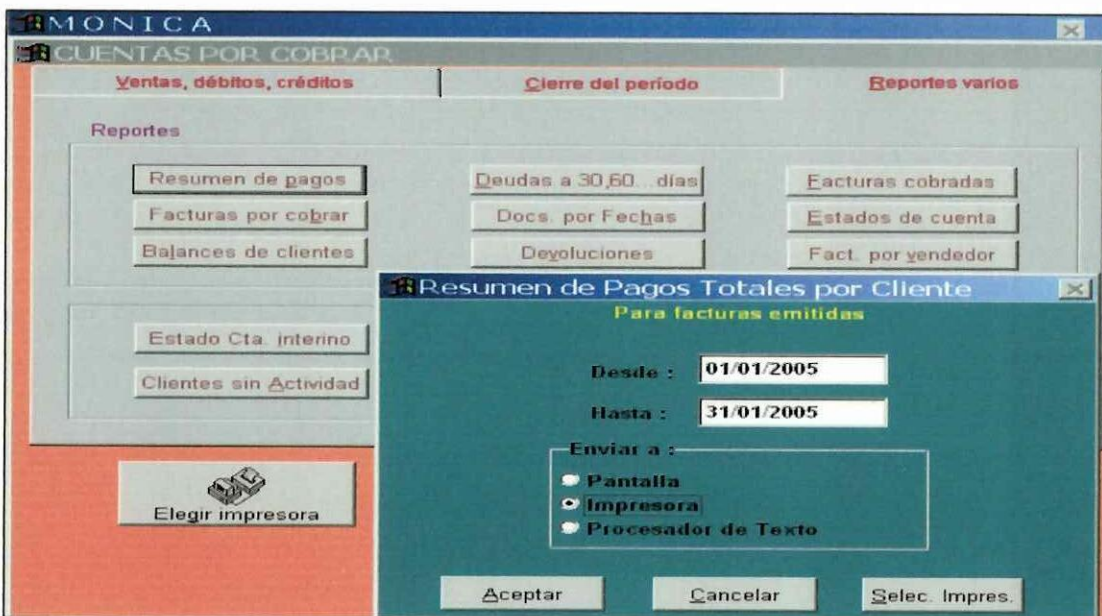 MONICA
CUENTAS POR COBRAR
Ventas, débitos, créditos
Cierre del período
Reportes varios
Reportes
Resumen de pagos
Deudas a 30,60...días
Facturas cobradas
Facturas por cobrar
Docs. por Fechas
Estados de cuenta
Balances de clientes
Devoluciones
Fact. por vendedor
Estado Cta. interino
Clientes sin Actividad
Elegir impresora
Resumen de Pagos Totales por Cliente
Para facturas emitidas
Desde : 01/01/2005
Hasta : 31/01/2005
Enviar a :
Pantalla
Impresora
Procesador de Texto
Aceptar
Cancelar
Selec. Impres.